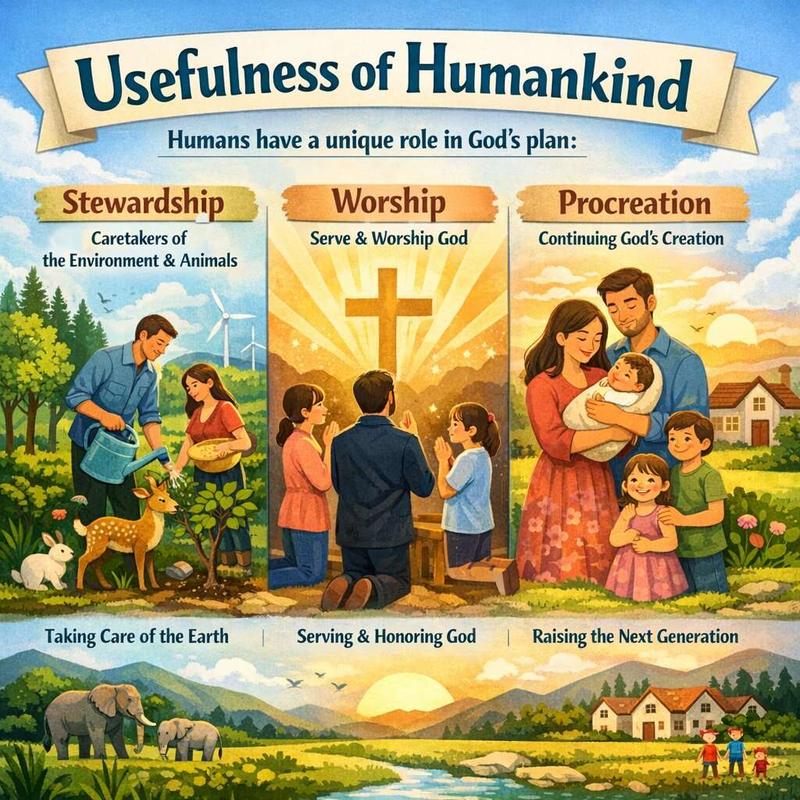 Usefulness of Humankind
Humans have a unique role in God's plan:
Stewardship
Caretakers of
the Environment & Animals
Worship
Serve & Worship God
Procreation
Continuing God's Creation
Taking Care of the Earth
Serving & Honoring God
Raising the Next Generation